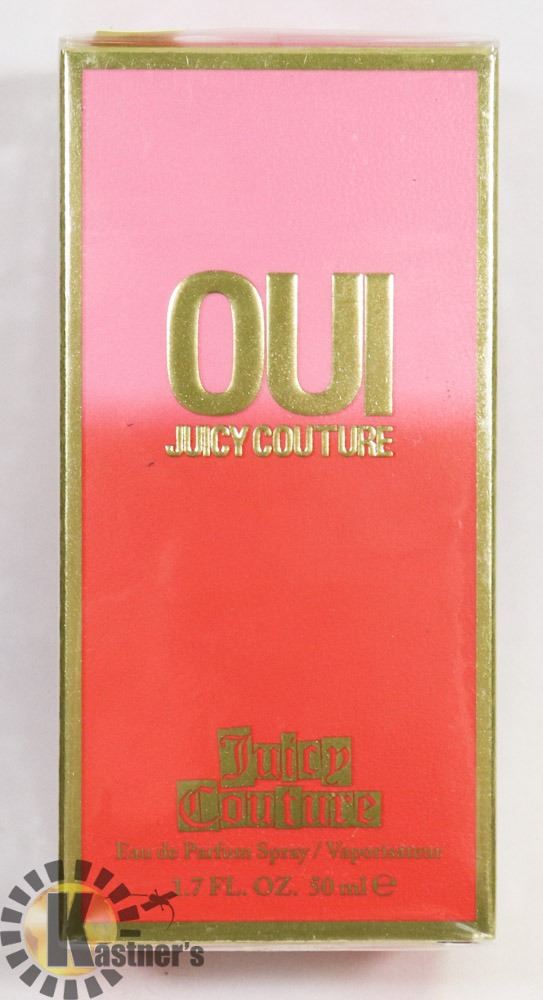 OUI
JUICY COUTURE
Juicy
Couture
Eau de Parfum Spray / Vaporisateur
1.7 FL. OZ. 50 ml ℮
Kastner's